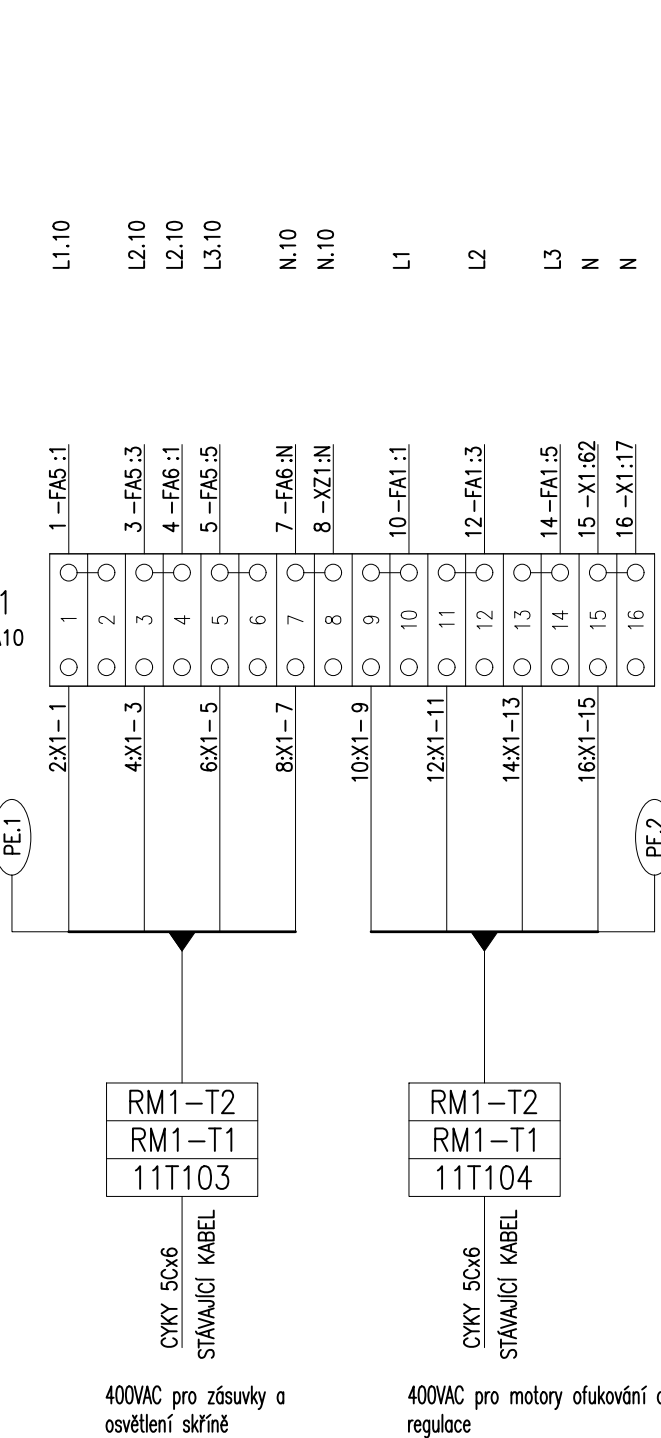 L1.10
L2.10
L2.10
L3.10
N.10
N.10
L1
L2
L3
N
N
1 -FA5:1
3 -FA5:3
4 -FA6:1
5 -FA5:5
7 -FA6:N
8 -XZ1:N
10 -FA1:1
12 -FA1:3
14 -FA1:5
15 -X1:62
16 -X1:17
1
2
3
4
5
6
7
8
9
10
11
12
13
14
15
16
2:X1- 1
4:X1- 3
6:X1- 5
8:X1- 7
10:X1- 9
12:X1-11
14:X1-13
16:X1-15
PE.1
PE.2
RM1-T2
RM1-T1
11T103
RM1-T2
RM1-T1
11T104
CYKY 5Cx6
STÁVAJÍCÍ KABEL
CYKY 5Cx6
STÁVAJÍCÍ KABEL
400VAC pro zásuvky a
osvětlení skříně
400VAC pro motory ofukování
regulace